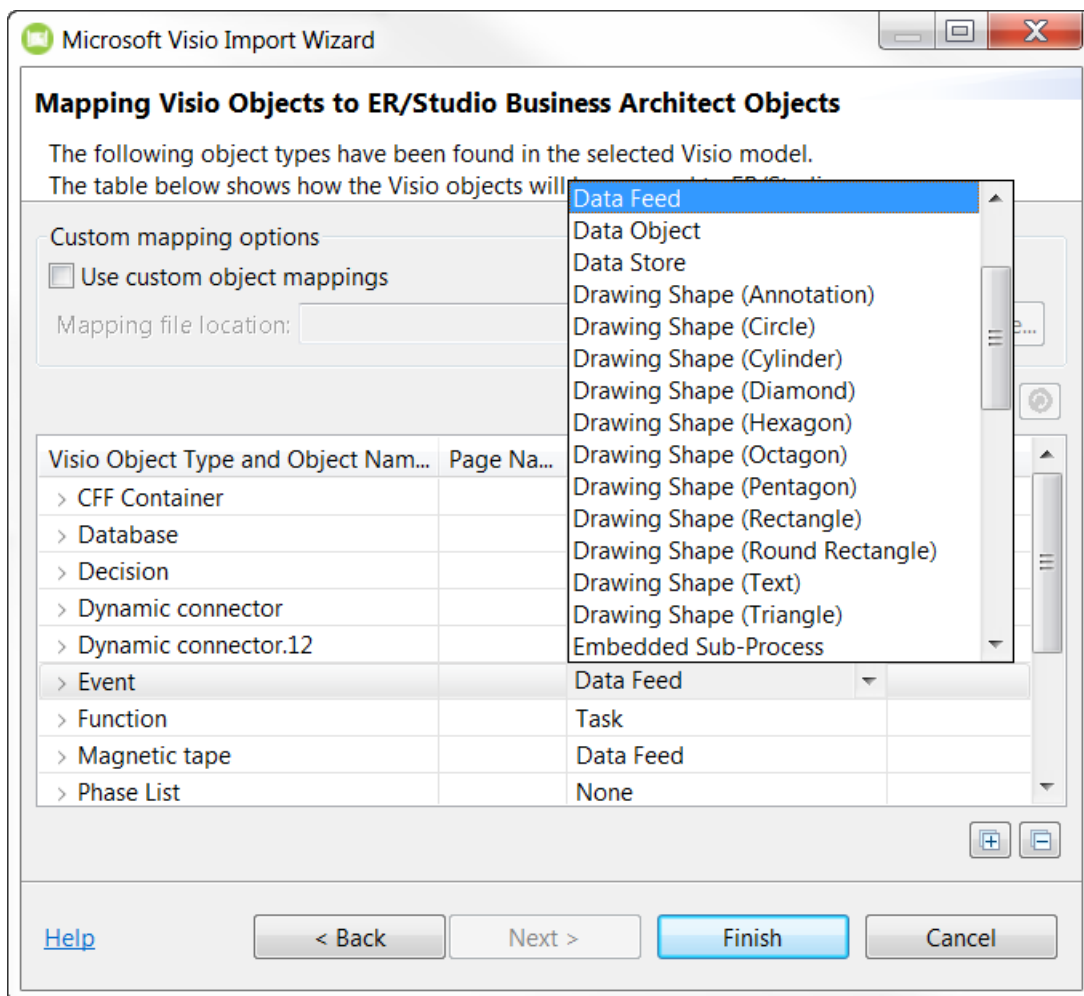 Microsoft Visio Import Wizard
Mapping Visio Objects to ER/Studio Business Architect Objects
The following object types have been found in the selected Visio model.
The table below shows how the Visio objects will
Data Feed
Data Object
Data Store
Drawing Shape (Annotation)
Drawing Shape (Circle)
Drawing Shape (Cylinder)
Drawing Shape (Diamond)
Drawing Shape (Hexagon)
Drawing Shape (Octagon)
Drawing Shape (Pentagon)
Drawing Shape (Rectangle)
Drawing Shape (Round Rectangle)
Drawing Shape (Text)
Drawing Shape (Triangle)
Embedded Sub-Process
Custom mapping options
Use custom object mappings
Mapping file location:
Visio Object Type and Object Nam... Page Na...
> CFF Container
> Database
> Decision
> Dynamic connector
> Dynamic connector.12
> Event Data Feed
> Function Task
> Magnetic tape Data Feed
> Phase List None
Help < Back Next > Finish Cancel